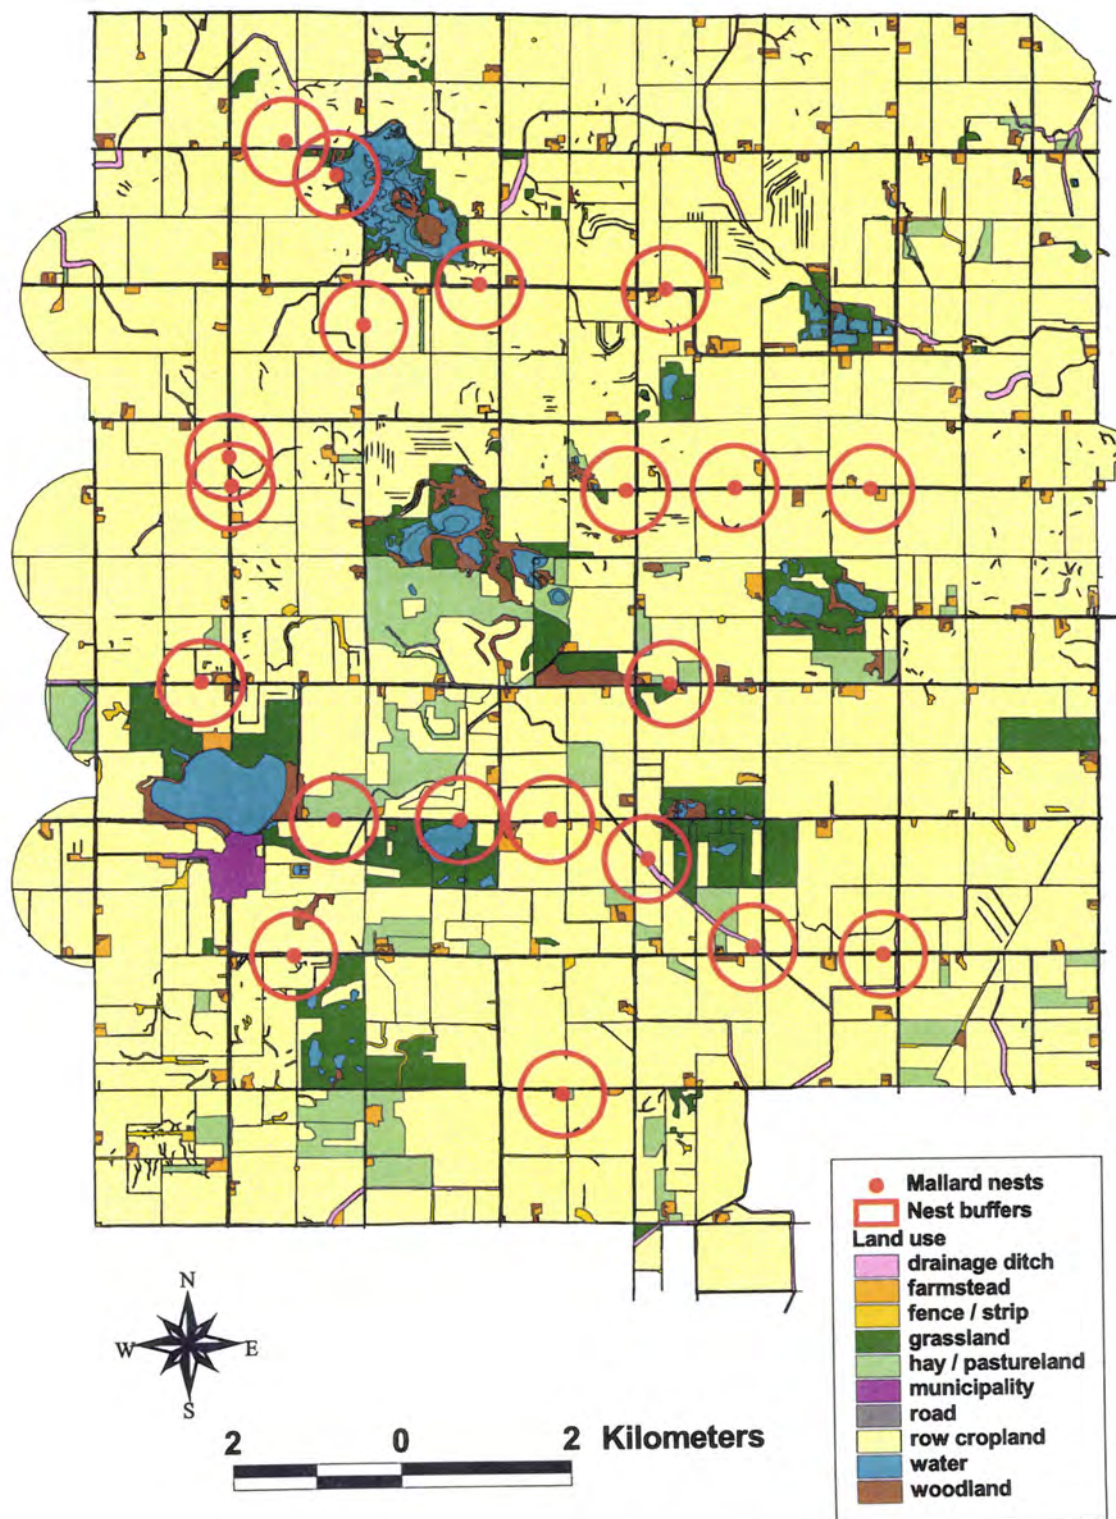 Mallard nests
Nest buffers
Land use
drainage ditch
farmstead
fence / strip
grassland
hay / pastureland
municipality
road
row cropland
water
woodland
N
W E
S
2 0 2 Kilometers